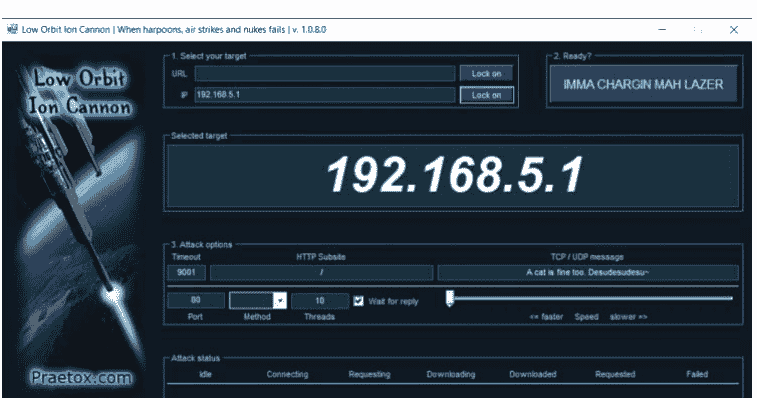 Low Orbit Ion Cannon | When harpoons, air strikes and nukes fails | v. 1.0.8.0
Low Orbit
Ion Cannon
Praetox.com
1. Select your target
URL
Lock on
IP
192.168.5.1
Lock on
2. Ready?
IMMA CHARGIN MAH LAZER
Selected target
192.168.5.1
3. Attack options
Timeout HTTP Subsite TCP / UDP message
9001 / A cat is fine too. Desudesudesu~
80 10 Wait for reply
Port Method Threads <= faster Speed slower =>
Attack status
Idle Connecting Requesting Downloading Downloaded Requested Failed